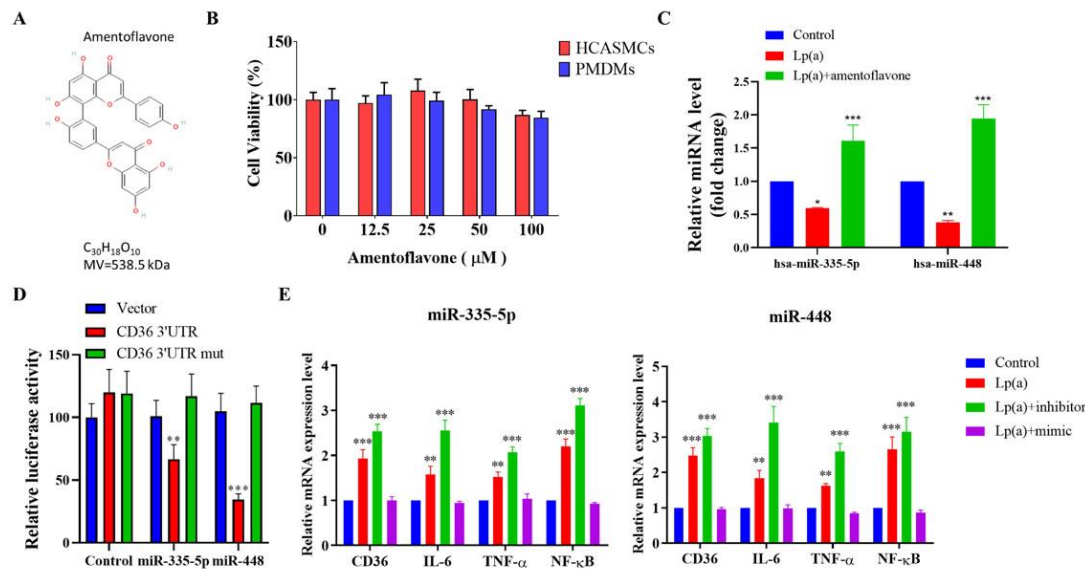 A
Amentoflavone
H
O
O
H
O
O
H
O
H
O
O
H
O
O
H
O
H
C30H18O10
MV=538.5 kDa
B
HCASMCs
PMDMs
Cell Viability (%)
150
100
50
0
0 12.5 25 50 100
Amentoflavone ( μM )
C
Control
Lp(a)
Lp(a)+amentoflavone
Relative miRNA level
(fold change)
2.5
2.0
1.5
1.0
0.5
0.0
* *** ** ***
hsa-miR-335-5p hsa-miR-448
D
Vector
CD36 3'UTR
CD36 3'UTR mut
Relative luciferase activity
150
100
50
0
** ***
Control miR-335-5p miR-448
E
miR-335-5p
Relative mRNA expression level
4
3
2
1
0
*** *** ** *** ** *** *** ***
CD36 IL-6 TNF-α NF-κB
miR-448
Relative mRNA expression level
5
4
3
2
1
0
*** *** ** *** ** *** *** ***
CD36 IL-6 TNF-α NF-κB
Control
Lp(a)
Lp(a)+inhibitor
Lp(a)+mimic